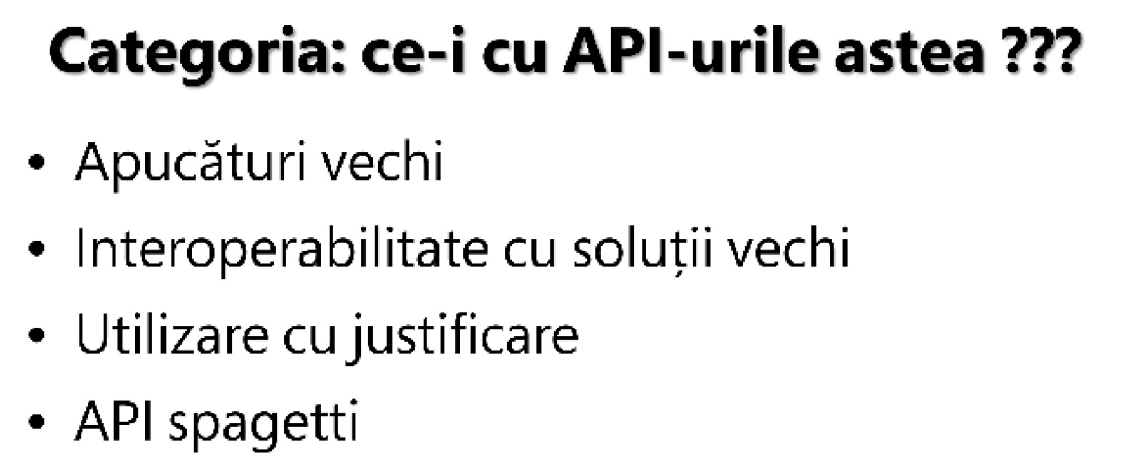 Categoria: ce-i cu API-urile astea ???
• Apucături vechi
• Interoperabilitate cu soluții vechi
• Utilizare cu justificare
• API spagetti